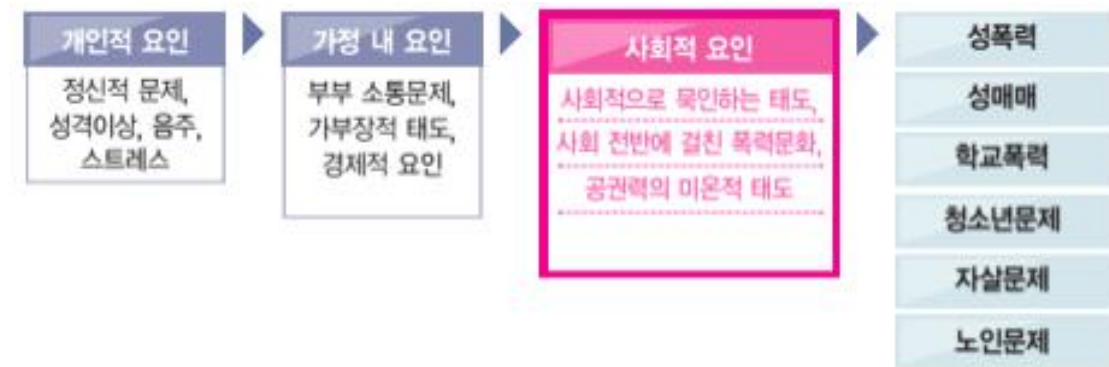 개인적 요인
정신적 문제,
성격이상, 음주,
스트레스
가정 내 요인
부부 소통문제,
가부장적 태도,
경제적 요인
사회적 요인
사회적으로 묵인하는 태도,
사회 전반에 걸친 폭력문화,
공권력의 미온적 태도
성폭력
성매매
학교폭력
청소년문제
자살문제
노인문제